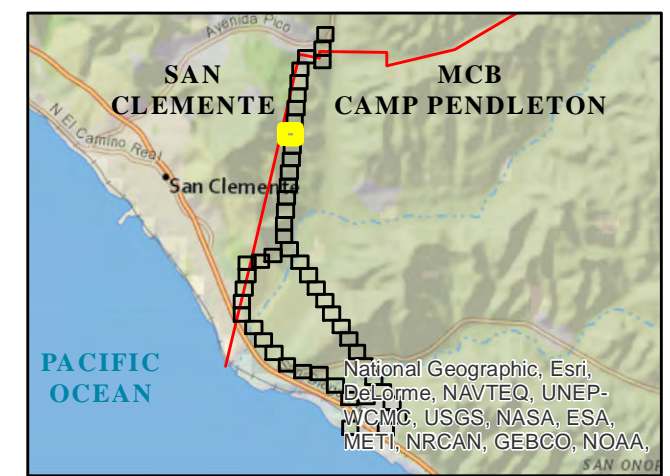 Avenida Pico
SAN
CLEMENTE
MCB
CAMP PENDLETON
N El Camino Real
San Clemente
PACIFIC
OCEAN
National Geographic, Esri,
DeLorme, NAVTEQ, UNEP-
WCMC, USGS, NASA, ESA,
METI, NRCAN, GEBCO, NOAA,
SAN ONOF